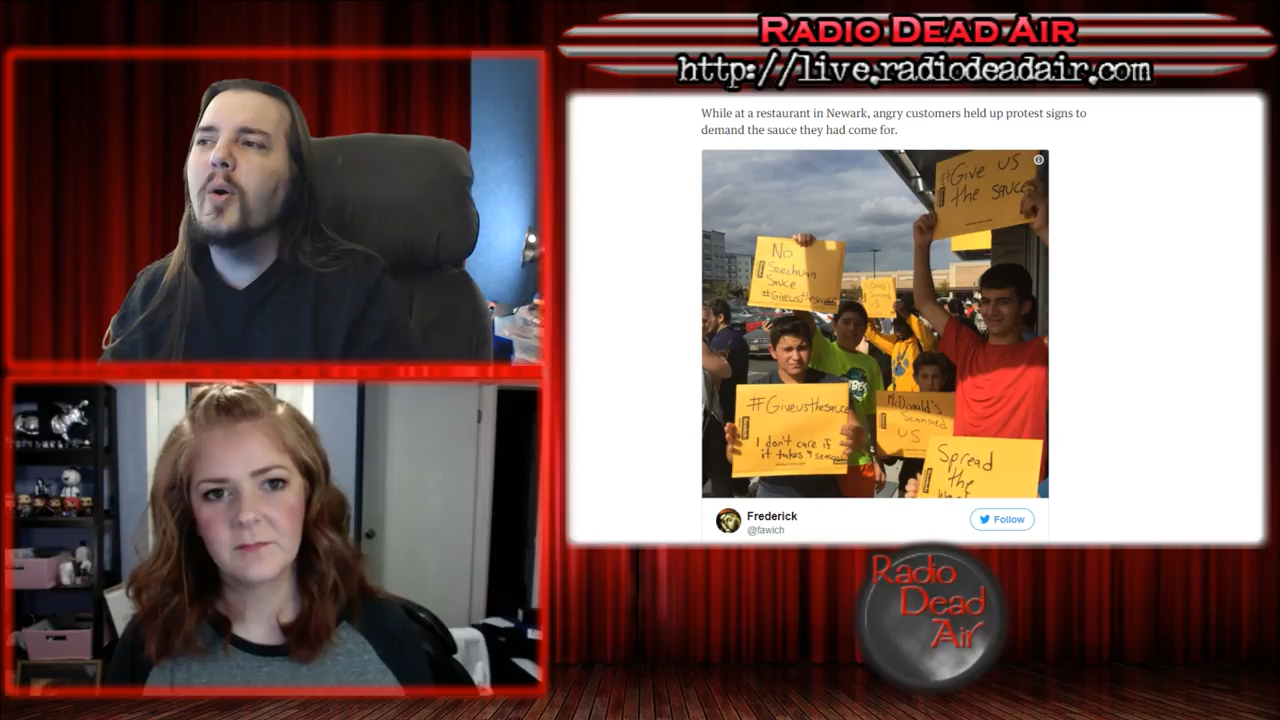 RADIO DEAD AIR
http://live.radiodeadair.com
While at a restaurant in Newark, angry customers held up protest signs to
demand the sauce they had come for.
#Give us
the sauce
No
Szechuan
Sauce
#Giveusthesauce
#Giveusthesauce
I don't care if
it takes 9 seasons
McDonald's
Scammed
US
Spread
the
Frederick
@fawich
Follow
Radio
Dead
Air